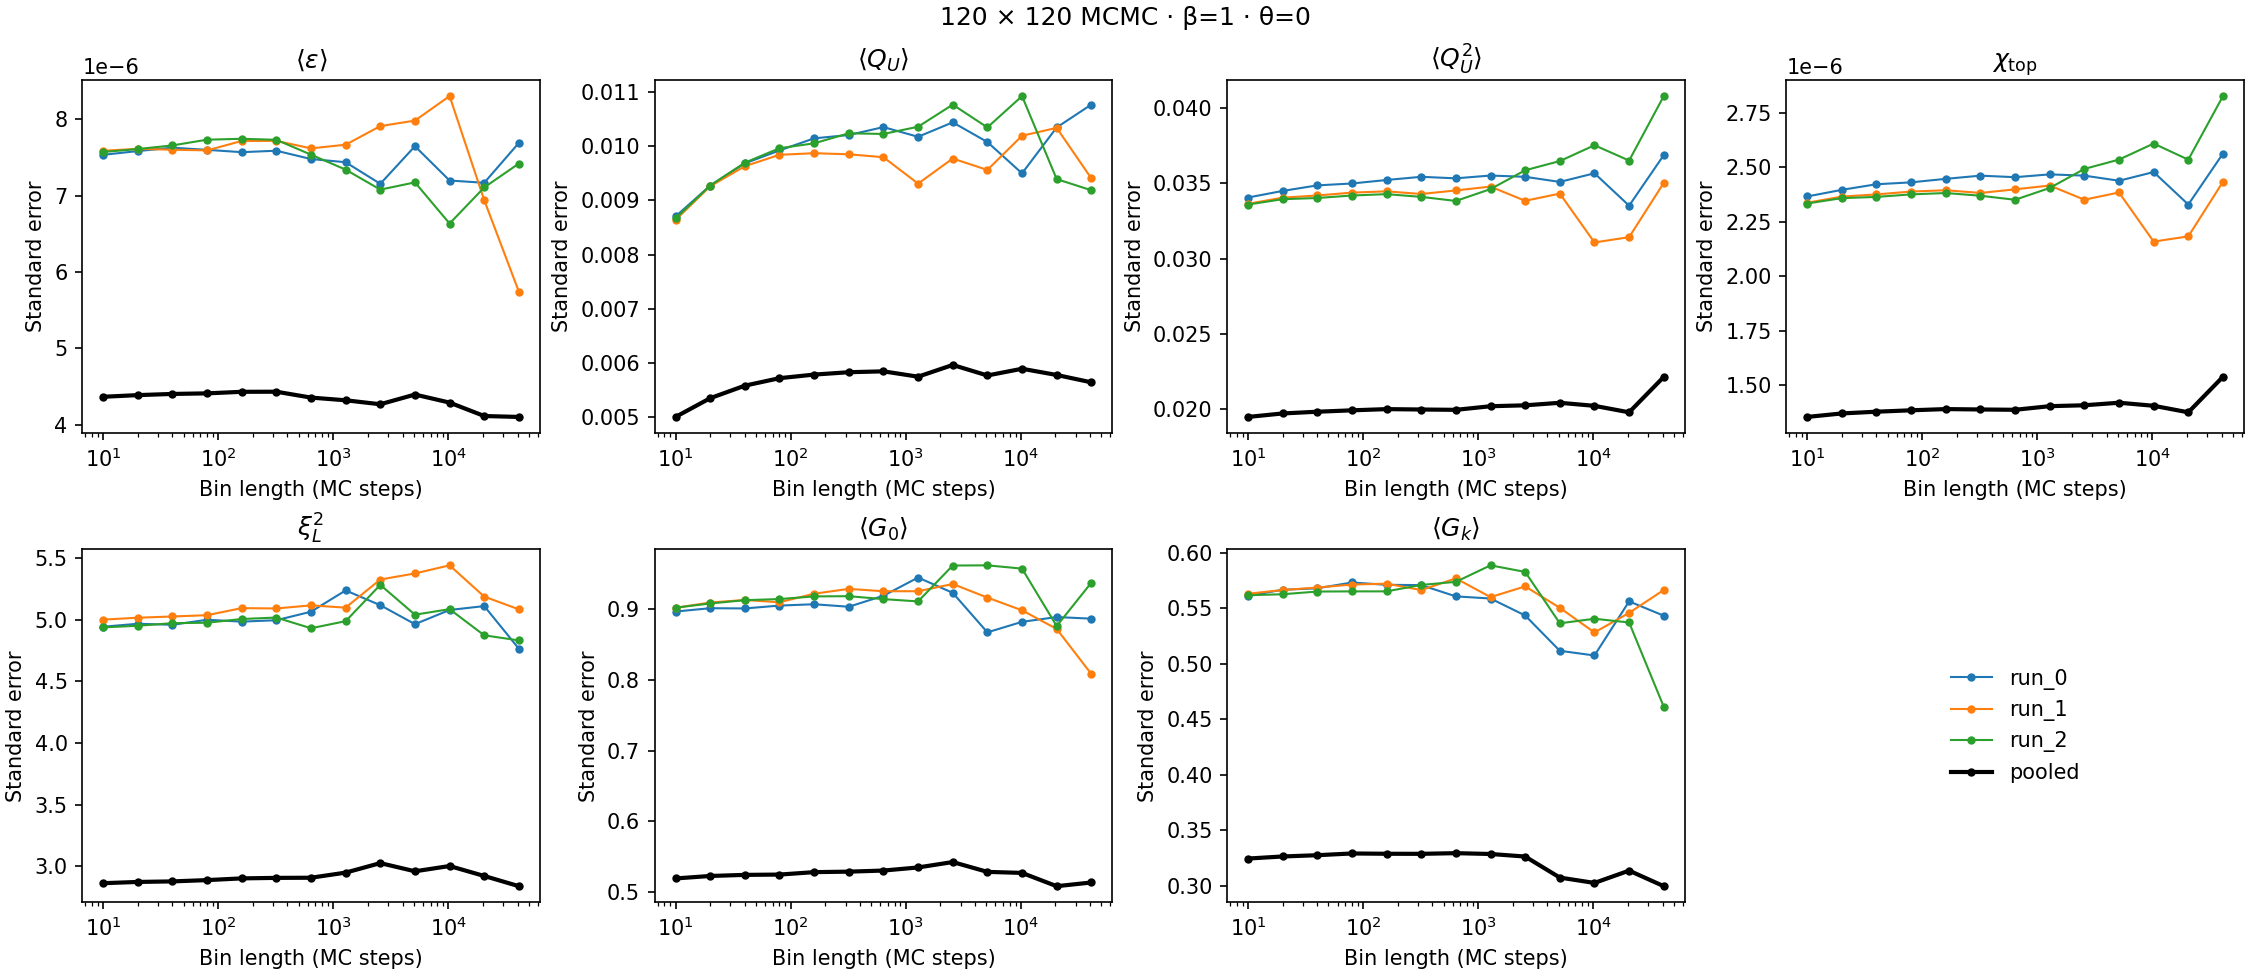 120 × 120 MCMC · β=1 · θ=0
⟨ε⟩
1e−6
8
7
6
5
4
Standard error
10¹ 10² 10³ 10⁴
Bin length (MC steps)
⟨Q_U⟩
0.011
0.010
0.009
0.008
0.007
0.006
0.005
Standard error
10¹ 10² 10³ 10⁴
Bin length (MC steps)
⟨Q_U²⟩
0.040
0.035
0.030
0.025
0.020
Standard error
10¹ 10² 10³ 10⁴
Bin length (MC steps)
χ_top
1e−6
2.75
2.50
2.25
2.00
1.75
1.50
Standard error
10¹ 10² 10³ 10⁴
Bin length (MC steps)
ξ_L²
5.5
5.0
4.5
4.0
3.5
3.0
Standard error
10¹ 10² 10³ 10⁴
Bin length (MC steps)
⟨G₀⟩
0.9
0.8
0.7
0.6
0.5
Standard error
10¹ 10² 10³ 10⁴
Bin length (MC steps)
⟨G_k⟩
0.60
0.55
0.50
0.45
0.40
0.35
0.30
Standard error
10¹ 10² 10³ 10⁴
Bin length (MC steps)
run_0
run_1
run_2
pooled